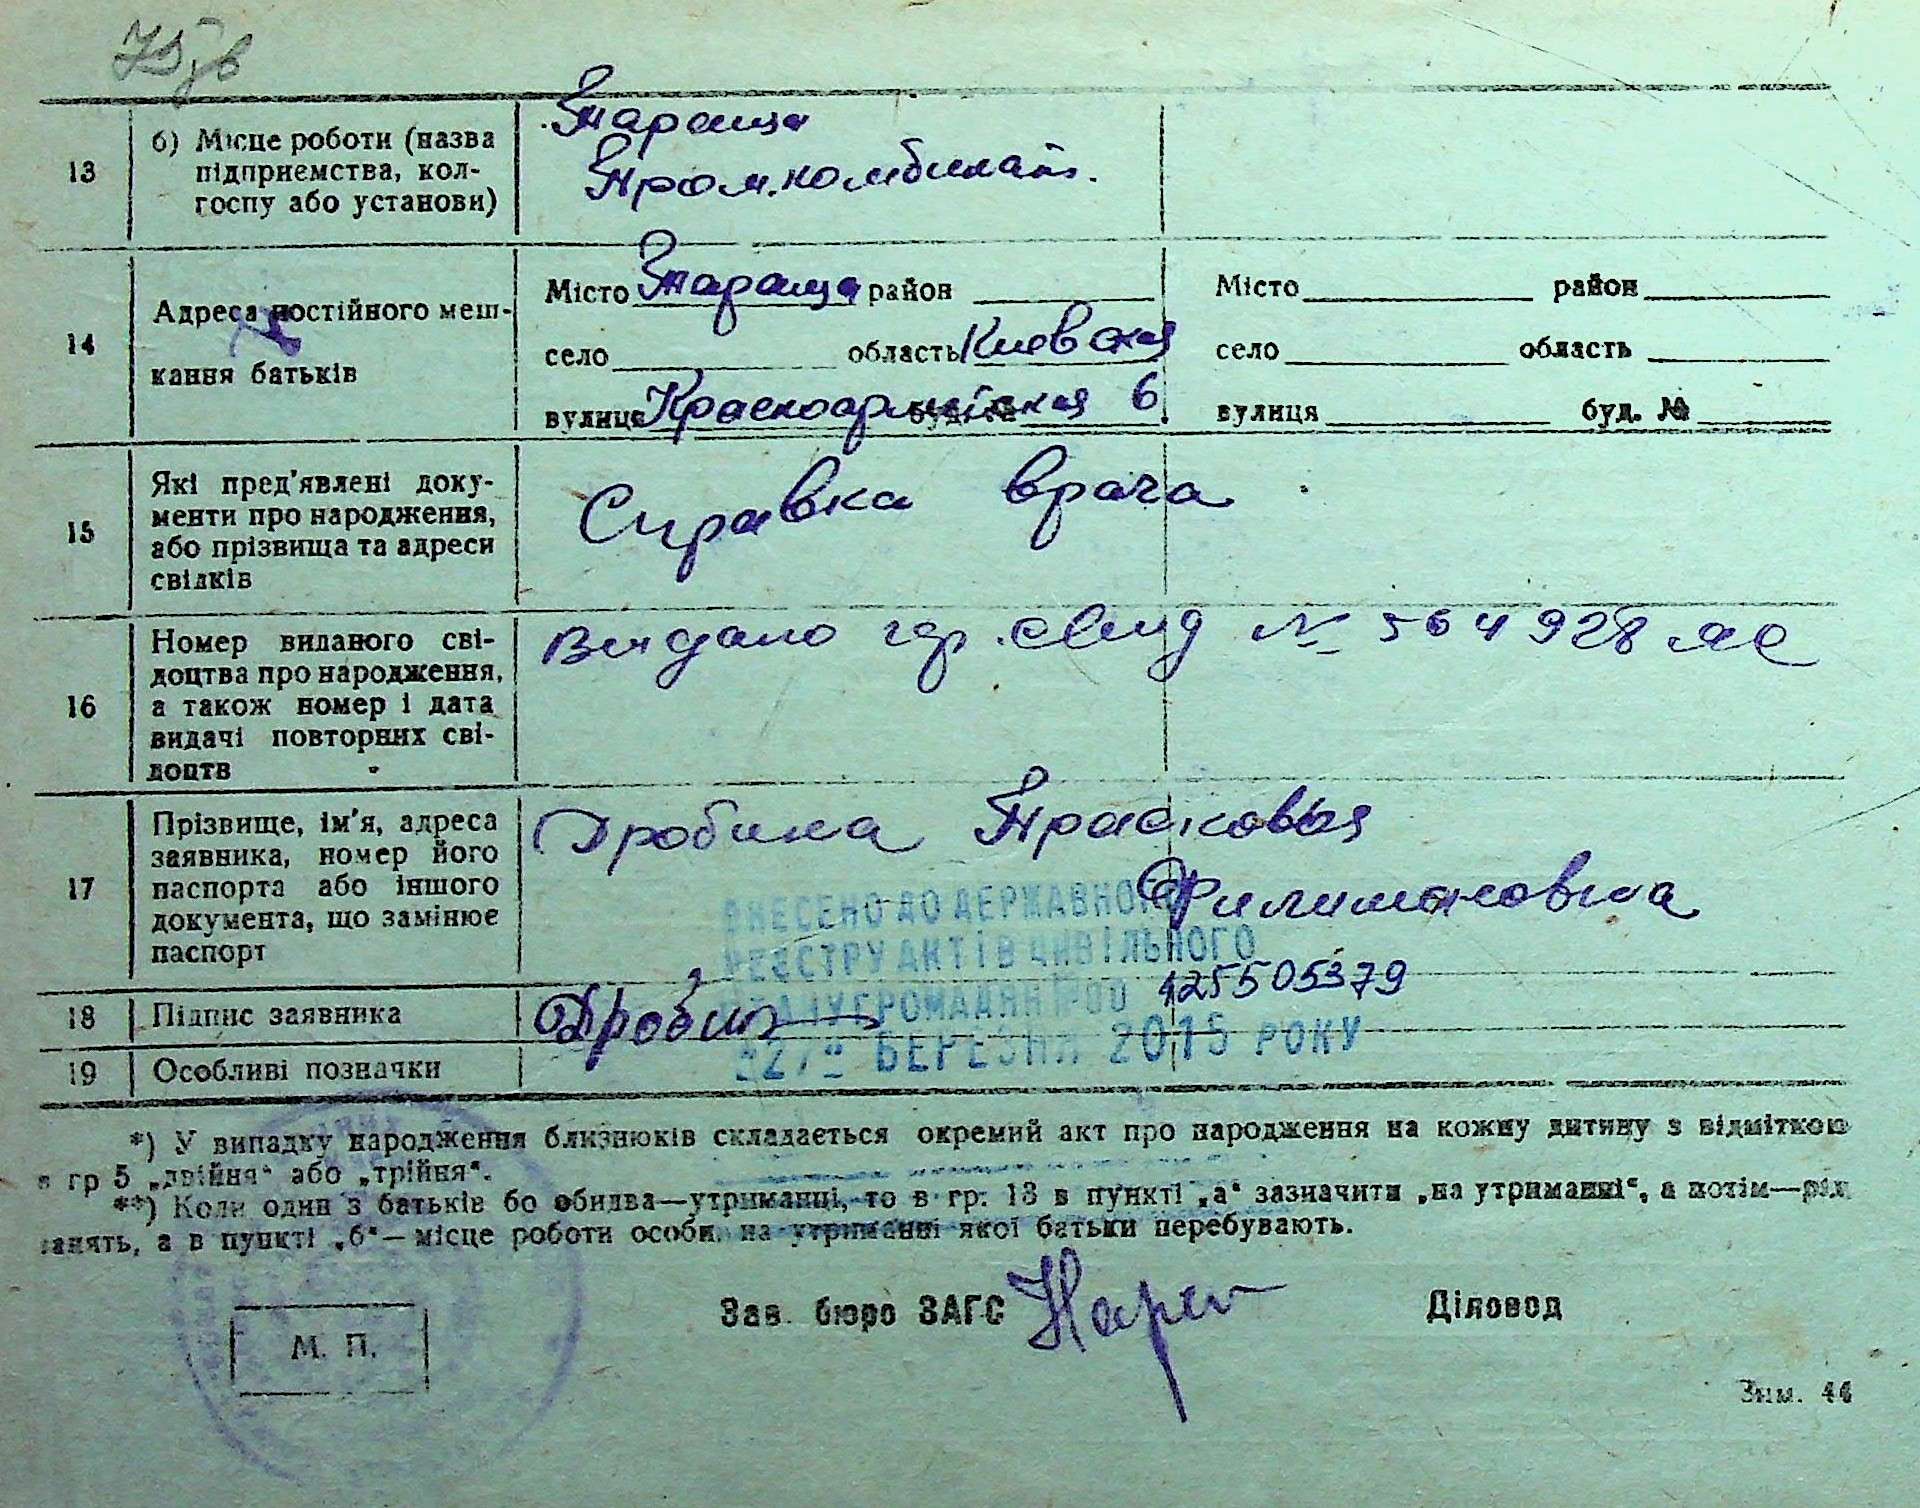 13
б) Місце роботи (назва
підприємства, кол-
госпу або установи)
Тараща
Пром.комбинат.
14
Адреса постійного меш-
кання батьків
Місто Тараща район
село область Киевская
вулиця Красноармейская 6
Місто район
село область
вулиця буд. №
15
Які пред'явлені доку-
менти про народження,
або прізвища та адреси
свідків
Справка врача
16
Номер виданого сві-
доцтва про народження,
а також номер і дата
видачі повторних сві-
доцтв
Видано гр. свид № 564928
17
Прізвище, ім'я, адреса
заявника, номер його
паспорта або іншого
документа, що замінює
паспорт
Дробина Прасковья
Филимоновна
ВНЕСЕНО ДО ДЕРЖАВНОГО
РЕЄСТРУ АКТІВ ЦИВІЛЬНОГО
СТАНУ ГРОМАДЯН №00 125505379
"27" БЕРЕЗНЯ 2015 РОКУ
18
Підпис заявника
Дробин
19
Особливі позначки
*) У випадку народження близнюків складається окремий акт про народження на кожну дитину з відміткою
в гр 5 „двійня“ або „трійня“.
**) Коли один з батьків бо обидва—утриманці, то в гр. 13 в пункті „а“ зазначити „на утриманні“, а потім—рід
занять, а в пункті „б“—місце роботи особи, на утриманні якої батьки перебувають.
Зав. бюро ЗАГС
Діловод
М. П.
Зам. 44